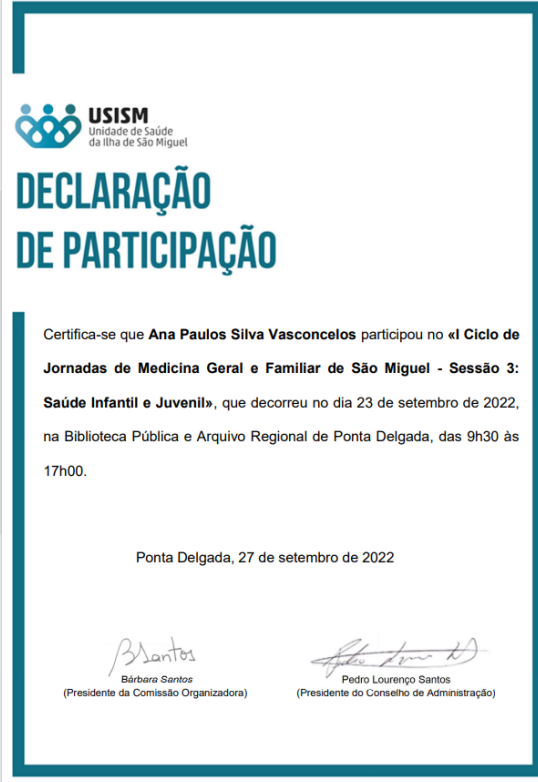 USISM
Unidade de Saúde
da Ilha de São Miguel
DECLARAÇÃO
DE PARTICIPAÇÃO
Certifica-se que Ana Paulos Silva Vasconcelos participou no «I Ciclo de
Jornadas de Medicina Geral e Familiar de São Miguel - Sessão 3:
Saúde Infantil e Juvenil», que decorreu no dia 23 de setembro de 2022,
na Biblioteca Pública e Arquivo Regional de Ponta Delgada, das 9h30 às
17h00.
Ponta Delgada, 27 de setembro de 2022
BSantos
Bárbara Santos
(Presidente da Comissão Organizadora)
Pedro Lourenço Santos
(Presidente do Conselho de Administração)